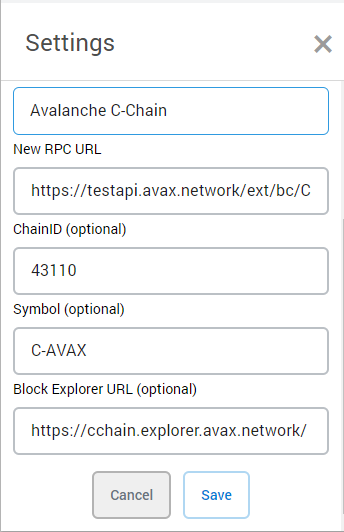 Settings
Avalanche C-Chain
New RPC URL
https://testapi.avax.network/ext/bc/C
ChainID (optional)
43110
Symbol (optional)
C-AVAX
Block Explorer URL (optional)
https://cchain.explorer.avax.network/
Cancel Save